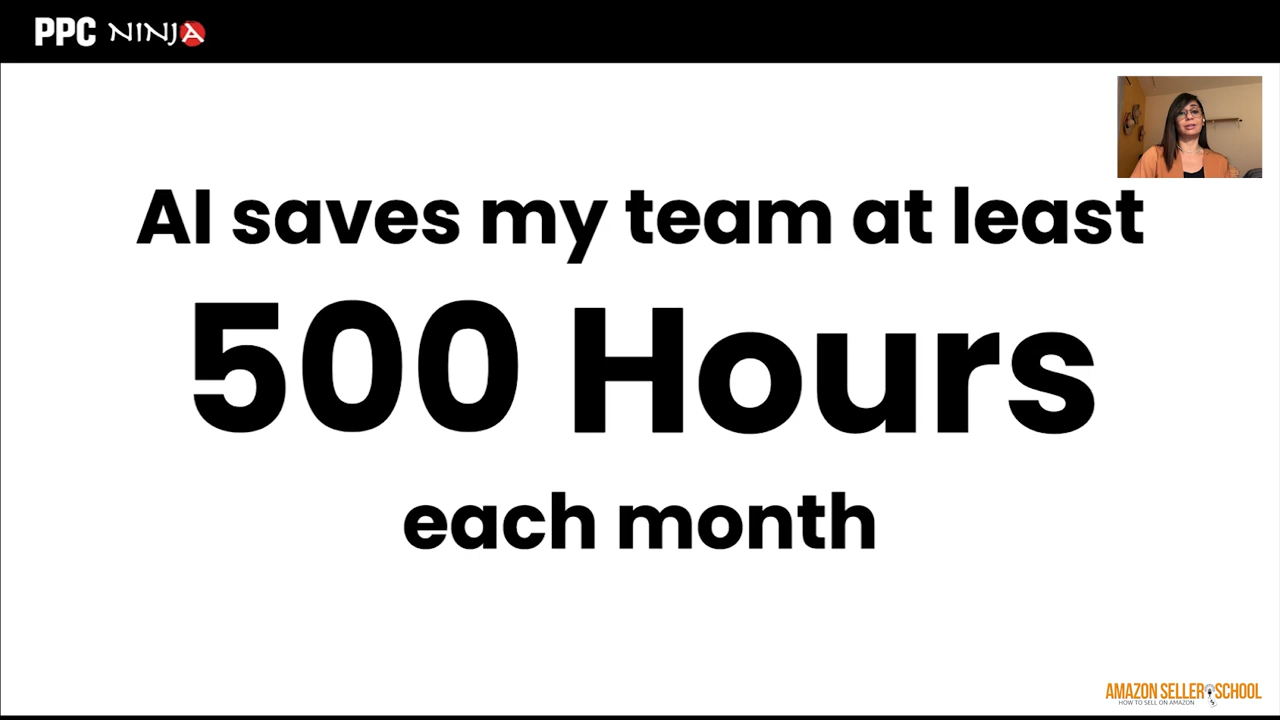 PPC NINJA
AI saves my team at least
500 Hours
each month
AMAZON SELLER SCHOOL
HOW TO SELL ON AMAZON